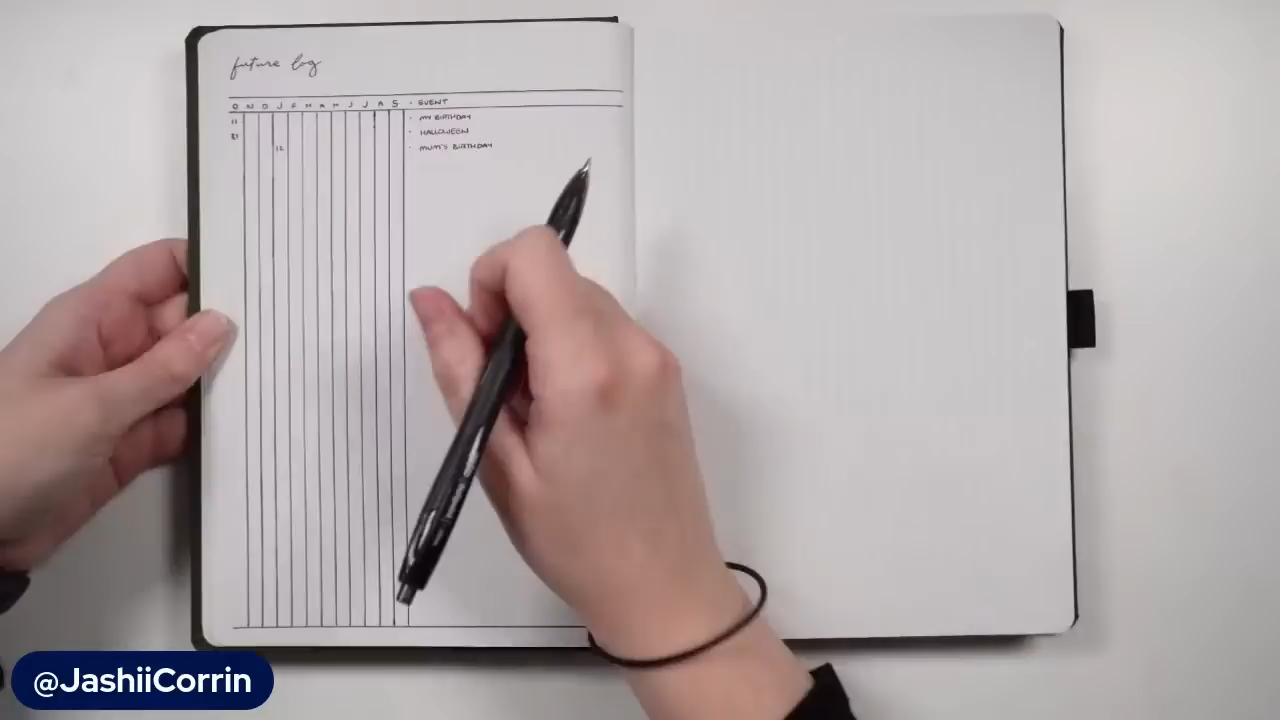 future log
O N D J F M A M J J A S · EVENT
11 · MY BIRTHDAY
31 · HALLOWEEN
12 · MUM'S BIRTHDAY
@JashiiCorrin